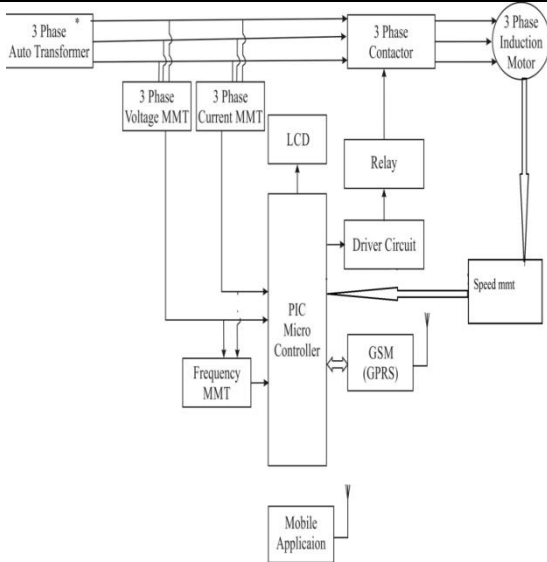 3 Phase *
Auto Transformer
3 Phase
Contactor
3 Phase
Induction
Motor
3 Phase
Voltage MMT
3 Phase
Current MMT
LCD
Relay
Driver Circuit
Speed mmt
PIC
Micro
Controller
GSM
(GPRS)
Frequency
MMT
Mobile
Applicaion